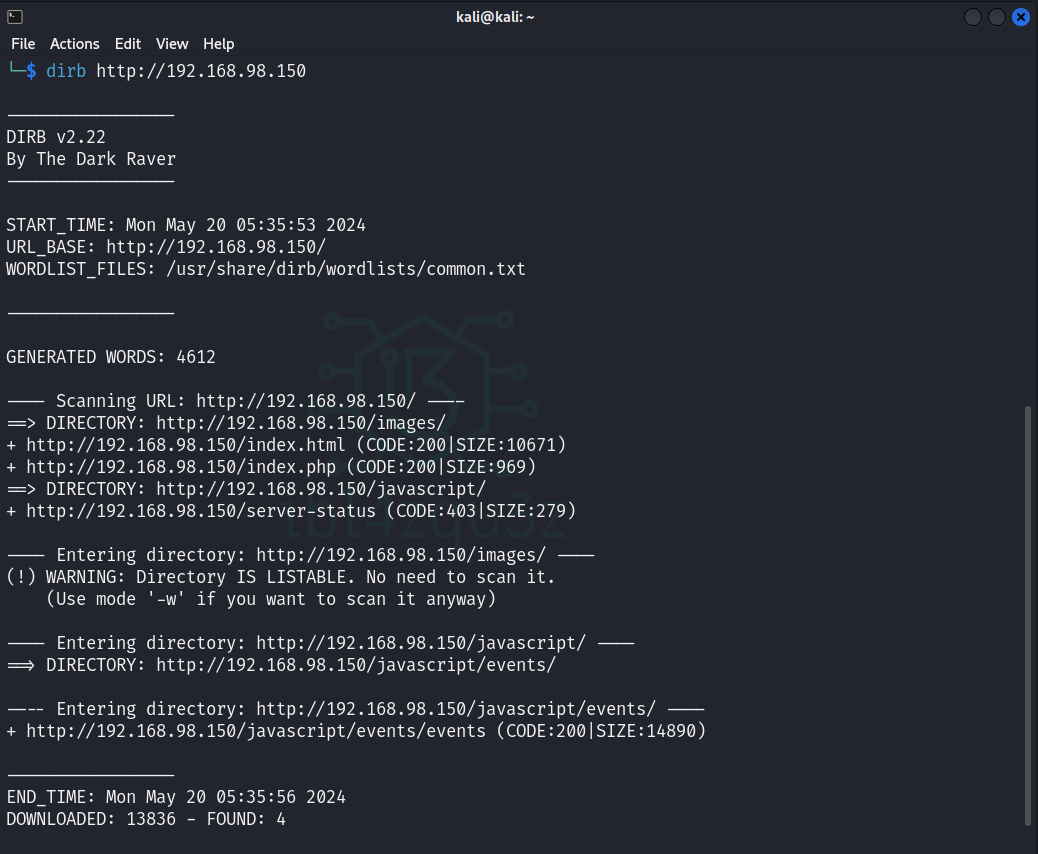 kali@kali: ~
File Actions Edit View Help
└─$ dirb http://192.168.98.150
-----------------
DIRB v2.22
By The Dark Raver
-----------------
START_TIME: Mon May 20 05:35:53 2024
URL_BASE: http://192.168.98.150/
WORDLIST_FILES: /usr/share/dirb/wordlists/common.txt
-----------------
GENERATED WORDS: 4612
---- Scanning URL: http://192.168.98.150/ ----
==> DIRECTORY: http://192.168.98.150/images/
+ http://192.168.98.150/index.html (CODE:200|SIZE:10671)
+ http://192.168.98.150/index.php (CODE:200|SIZE:969)
==> DIRECTORY: http://192.168.98.150/javascript/
+ http://192.168.98.150/server-status (CODE:403|SIZE:279)
---- Entering directory: http://192.168.98.150/images/ ----
(!) WARNING: Directory IS LISTABLE. No need to scan it.
(Use mode '-w' if you want to scan it anyway)
---- Entering directory: http://192.168.98.150/javascript/ ----
==> DIRECTORY: http://192.168.98.150/javascript/events/
---- Entering directory: http://192.168.98.150/javascript/events/ ----
+ http://192.168.98.150/javascript/events/events (CODE:200|SIZE:14890)
-----------------
END_TIME: Mon May 20 05:35:56 2024
DOWNLOADED: 13836 - FOUND: 4